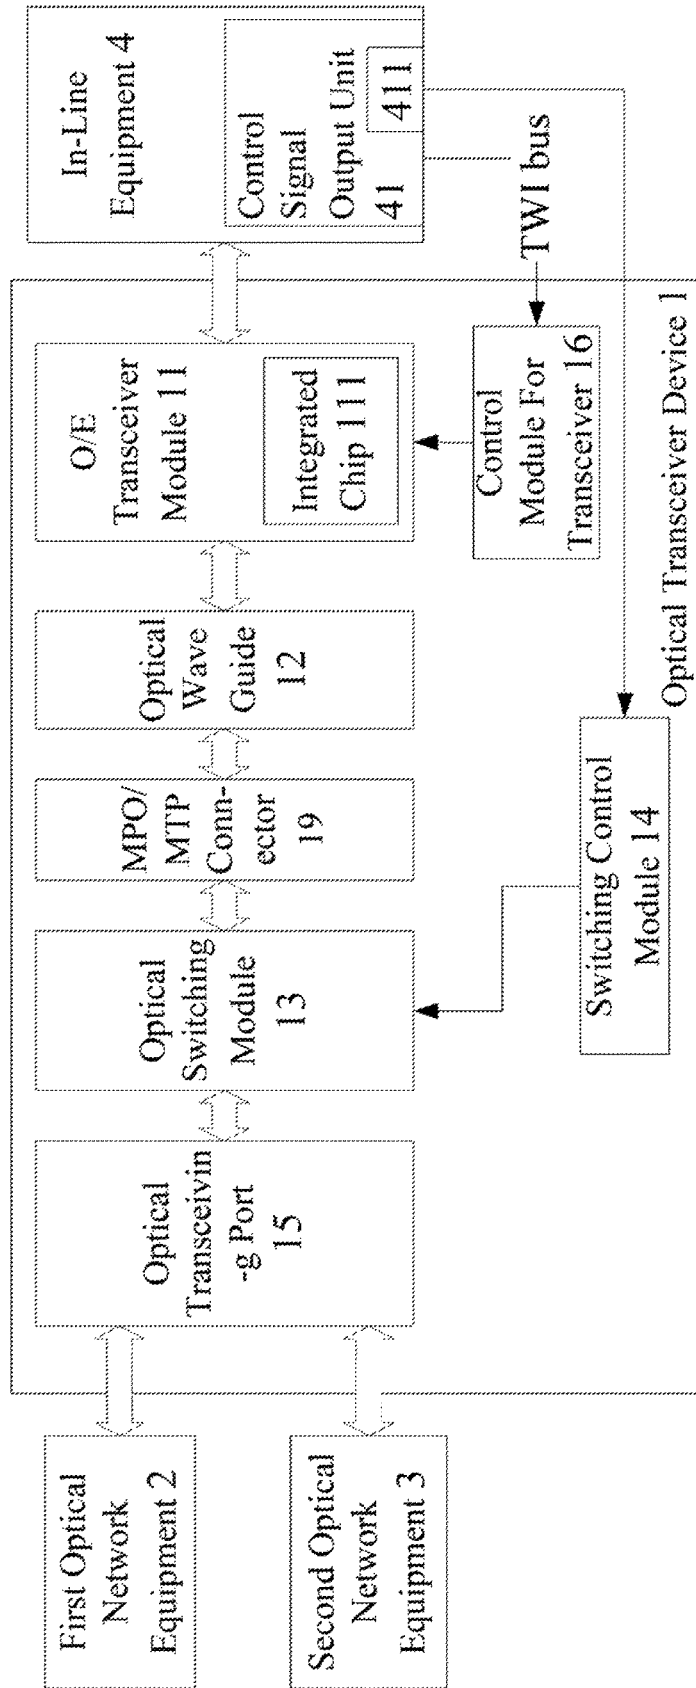 First Optical
Network
Equipment 2
Second Optical
Network
Equipment 3
Optical
Transceivin
-g Port
15
Optical
Switching
Module
13
MPO/
MTP
Conn-
ector
19
Optical
Wave
Guide
12
O/E
Transceiver
Module 11
Integrated
Chip 111
In-Line
Equipment 4
Control
Signal
Output Unit
41
411
TWI bus
Control
Module For
Transceiver 16
Switching Control
Module 14
Optical Transceiver Device 1